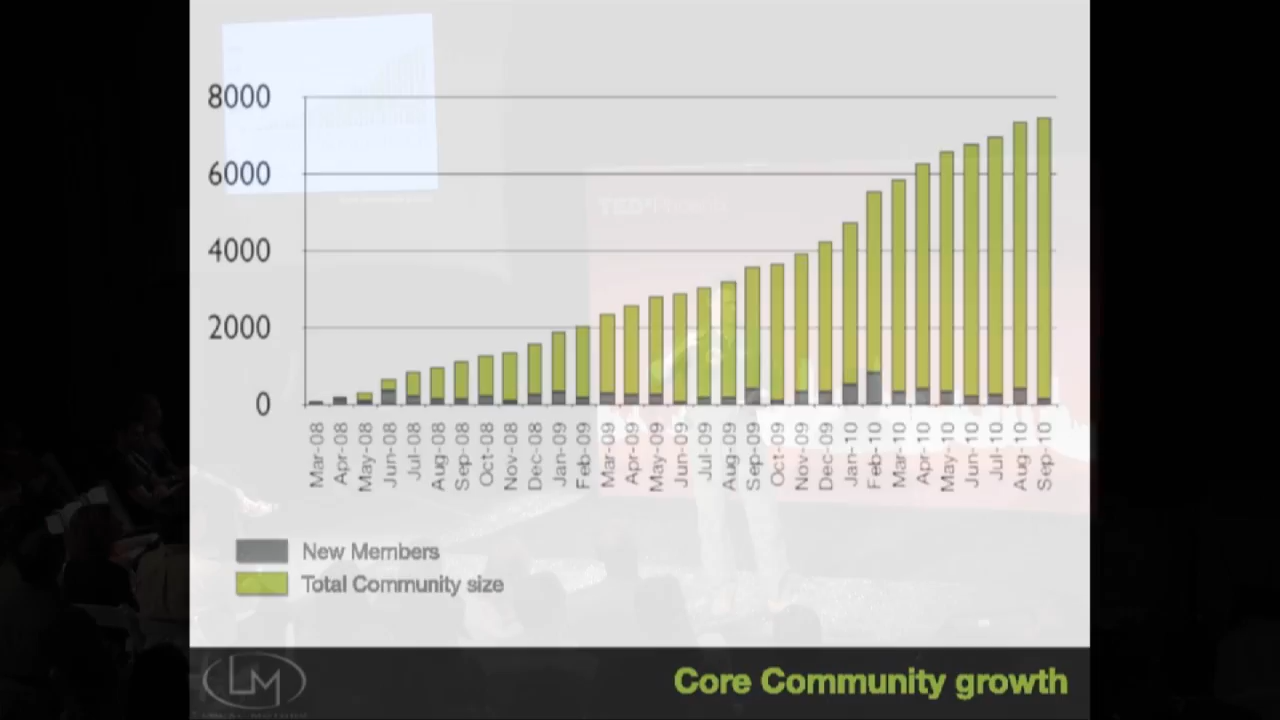 8000
6000
4000
2000
0
Mar-08
Apr-08
May-08
Jun-08
Jul-08
Aug-08
Sep-08
Oct-08
Nov-08
Dec-08
Jan-09
Feb-09
Mar-09
Apr-09
May-09
Jun-09
Jul-09
Aug-09
Sep-09
Oct-09
Nov-09
Dec-09
Jan-10
Feb-10
Mar-10
Apr-10
May-10
Jun-10
Jul-10
Aug-10
Sep-10
New Members
Total Community size
LM
Core Community growth